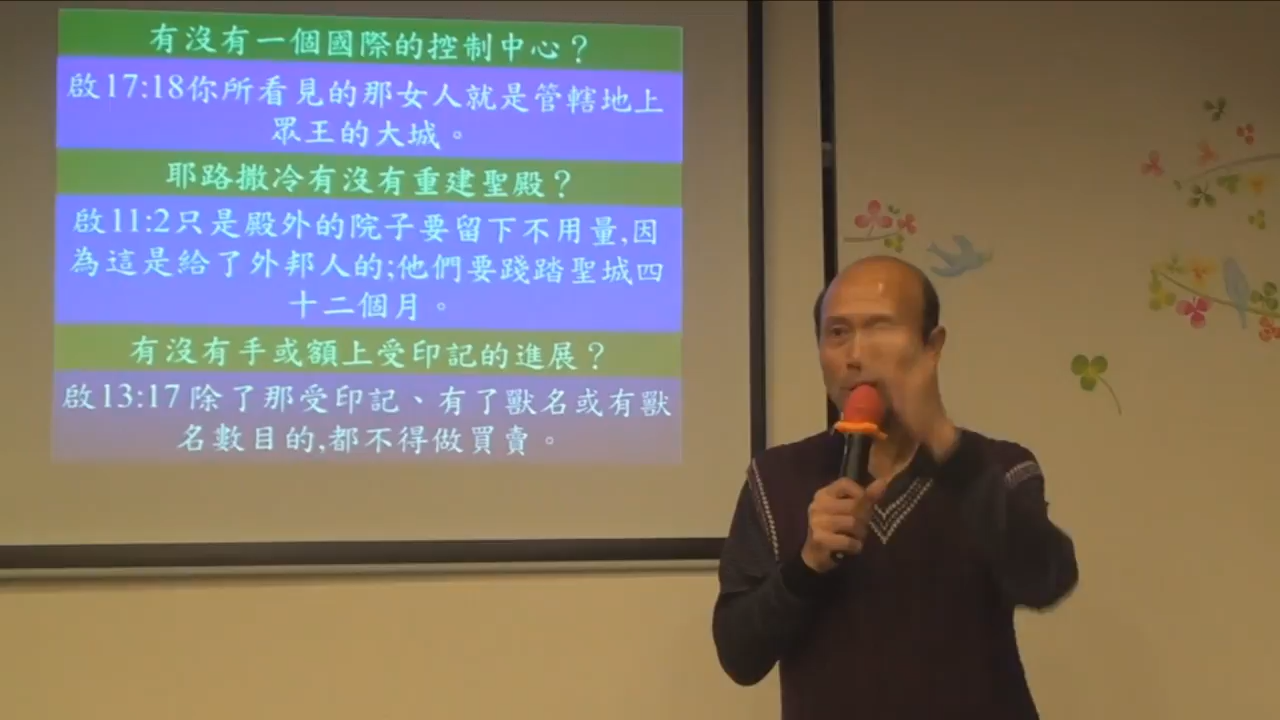 有沒有一個國際的控制中心？
啟17:18你所看見的那女人就是管轄地上
眾王的大城。
耶路撒冷有沒有重建聖殿？
啟11:2只是殿外的院子要留下不用量,因
為這是給了外邦人的;他們要踐踏聖城四
十二個月。
有沒有手或額上受印記的進展？
啟13:17 除了那受印記、有了獸名或有獸
名數目的,都不得做買賣。